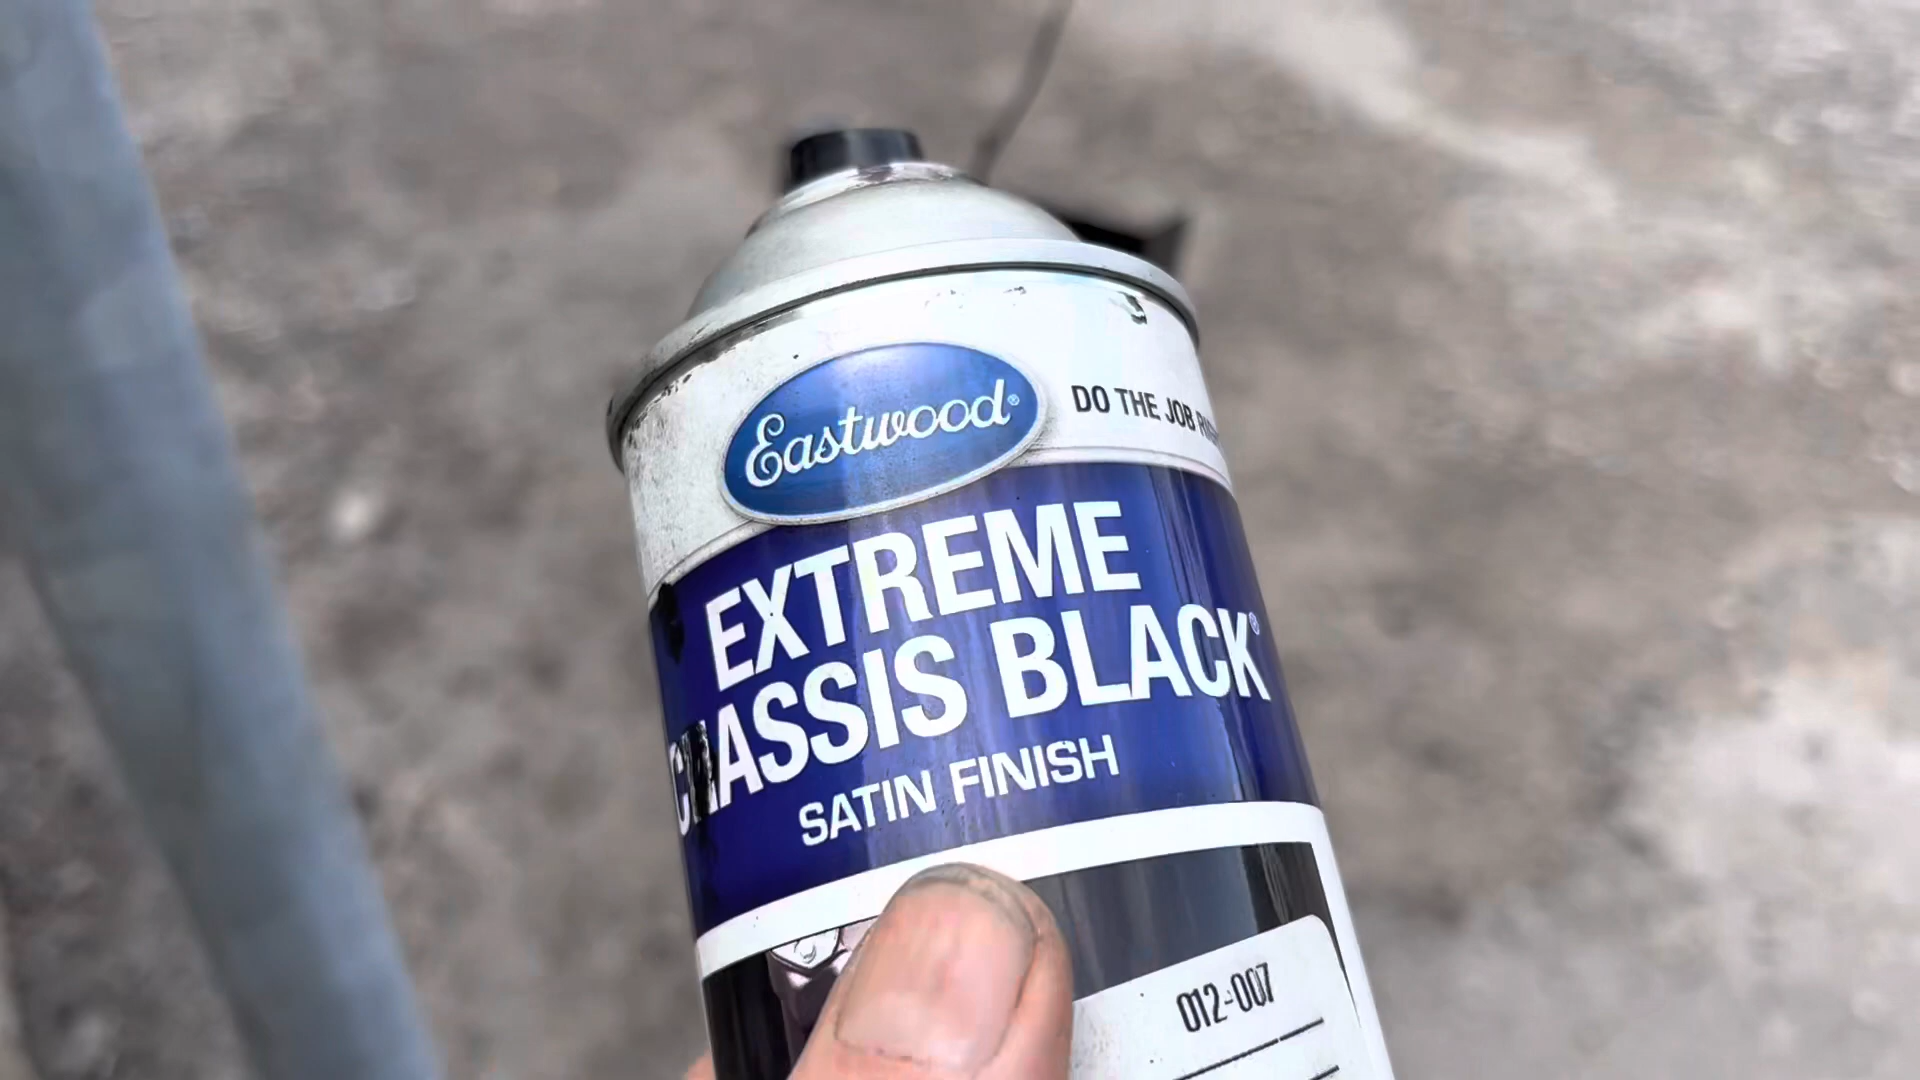 Eastwood®
DO THE JOB
EXTREME
CHASSIS BLACK®
SATIN FINISH
012-007